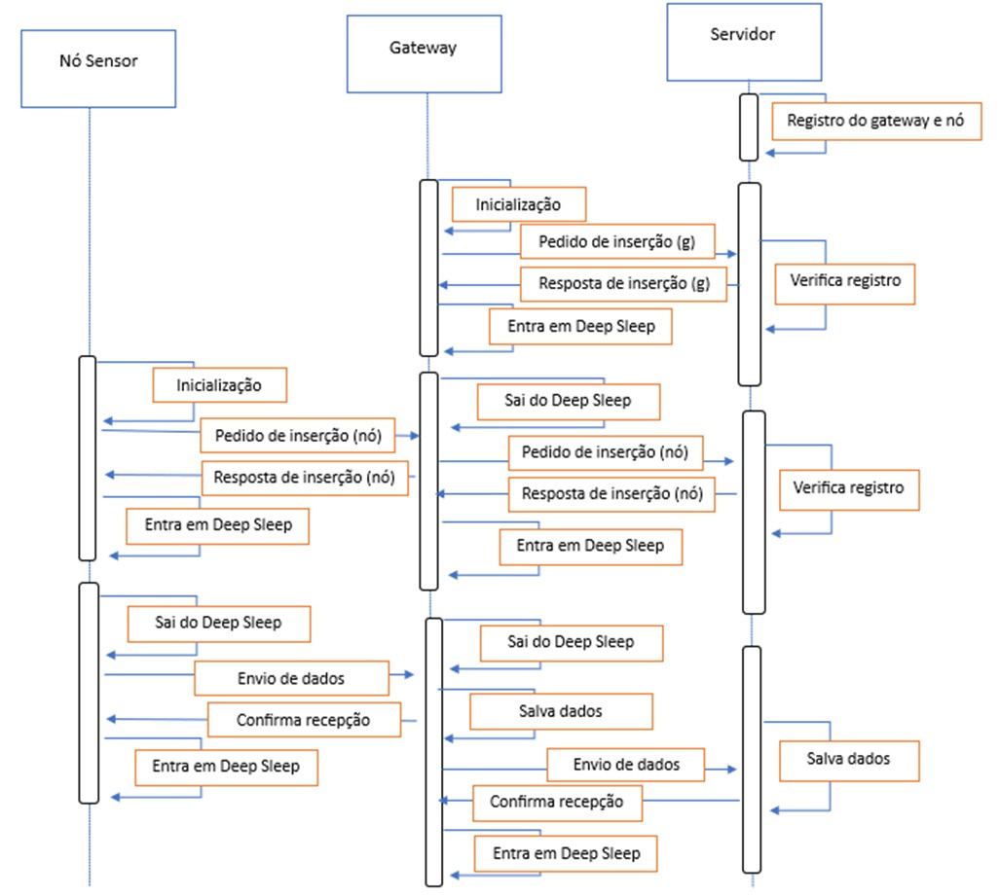 Nó Sensor
Gateway
Servidor
Registro do gateway e nó
Inicialização
Pedido de inserção (g)
Resposta de inserção (g)
Verifica registro
Entra em Deep Sleep
Inicialização
Sai do Deep Sleep
Pedido de inserção (nó)
Pedido de inserção (nó)
Resposta de inserção (nó)
Resposta de inserção (nó)
Verifica registro
Entra em Deep Sleep
Entra em Deep Sleep
Sai do Deep Sleep
Sai do Deep Sleep
Envio de dados
Salva dados
Confirma recepção
Salva dados
Entra em Deep Sleep
Envio de dados
Confirma recepção
Entra em Deep Sleep